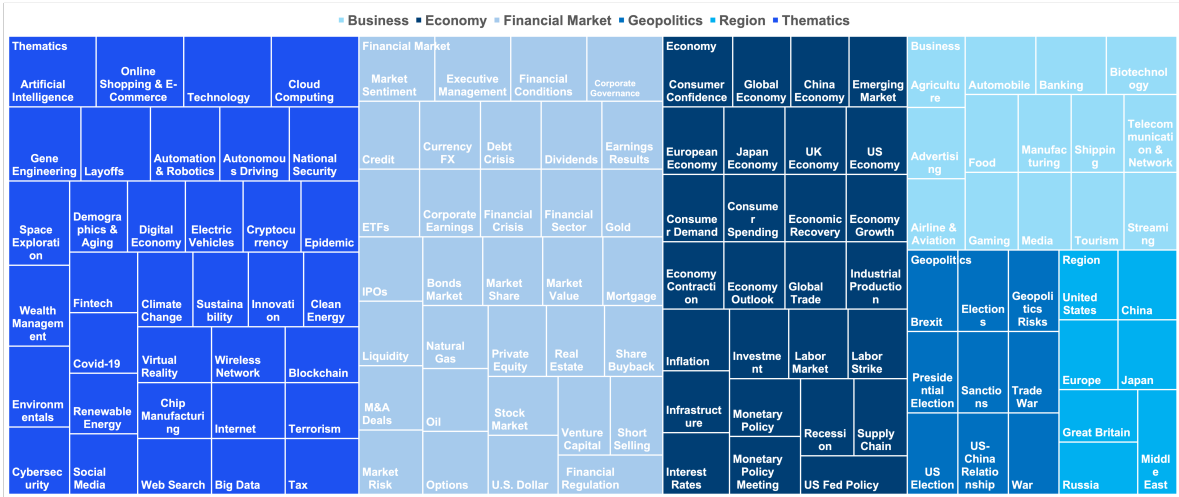 Business Economy Financial Market Geopolitics Region Thematics
Thematics
Artificial
Intelligence
Online
Shopping & E-
Commerce
Technology
Cloud
Computing
Gene
Engineering
Layoffs
Automation
& Robotics
Autonomou
s Driving
National
Security
Space
Explorati
on
Demogra
phics &
Aging
Digital
Economy
Electric
Vehicles
Cryptocu
rrency
Epidemic
Wealth
Managem
ent
Fintech
Climate
Change
Sustaina
bility
Innovati
on
Clean
Energy
Covid-19
Virtual
Reality
Wireless
Network
Blockchain
Environm
entals
Renewable
Energy
Chip
Manufacturi
ng
Internet
Terrorism
Cybersec
urity
Social
Media
Web Search
Big Data
Tax
Financial Market
Market
Sentiment
Executive
Management
Financial
Conditions
Corporate
Governance
Credit
Currency
FX
Debt
Crisis
Dividends
Earnings
Results
ETFs
Corporate
Earnings
Financial
Crisis
Financial
Sector
Gold
IPOs
Bonds
Market
Market
Share
Market
Value
Mortgage
Liquidity
Natural
Gas
Private
Equity
Real
Estate
Share
Buyback
M&A
Deals
Oil
Stock
Market
Venture
Capital
Short
Selling
Market
Risk
Options
U.S. Dollar
Financial
Regulation
Economy
Consumer
Confidence
Global
Economy
China
Economy
Emerging
Market
European
Economy
Japan
Economy
UK
Economy
US
Economy
Consume
r Demand
Consume
r
Spending
Economic
Recovery
Economy
Growth
Economy
Contracti
on
Economy
Outlook
Global
Trade
Industrial
Productio
n
Inflation
Investme
nt
Labor
Market
Labor
Strike
Infrastruc
ture
Monetary
Policy
Recessi
on
Supply
Chain
Interest
Rates
Monetary
Policy
Meeting
US Fed Policy
Business
Agricultu
re
Automobile
Banking
Biotechnol
ogy
Advertisi
ng
Food
Manufac
turing
Shippin
g
Telecom
municati
on &
Network
Airline &
Aviation
Gaming
Media
Tourism
Streami
ng
Geopolitics
Brexit
Election
s
Geopoli
tics
Risks
Preside
ntial
Election
Sanctio
ns
Trade
War
US
Election
US-
China
Relatio
nship
War
Region
United
States
China
Europe
Japan
Great Britain
Middl
e
East
Russia